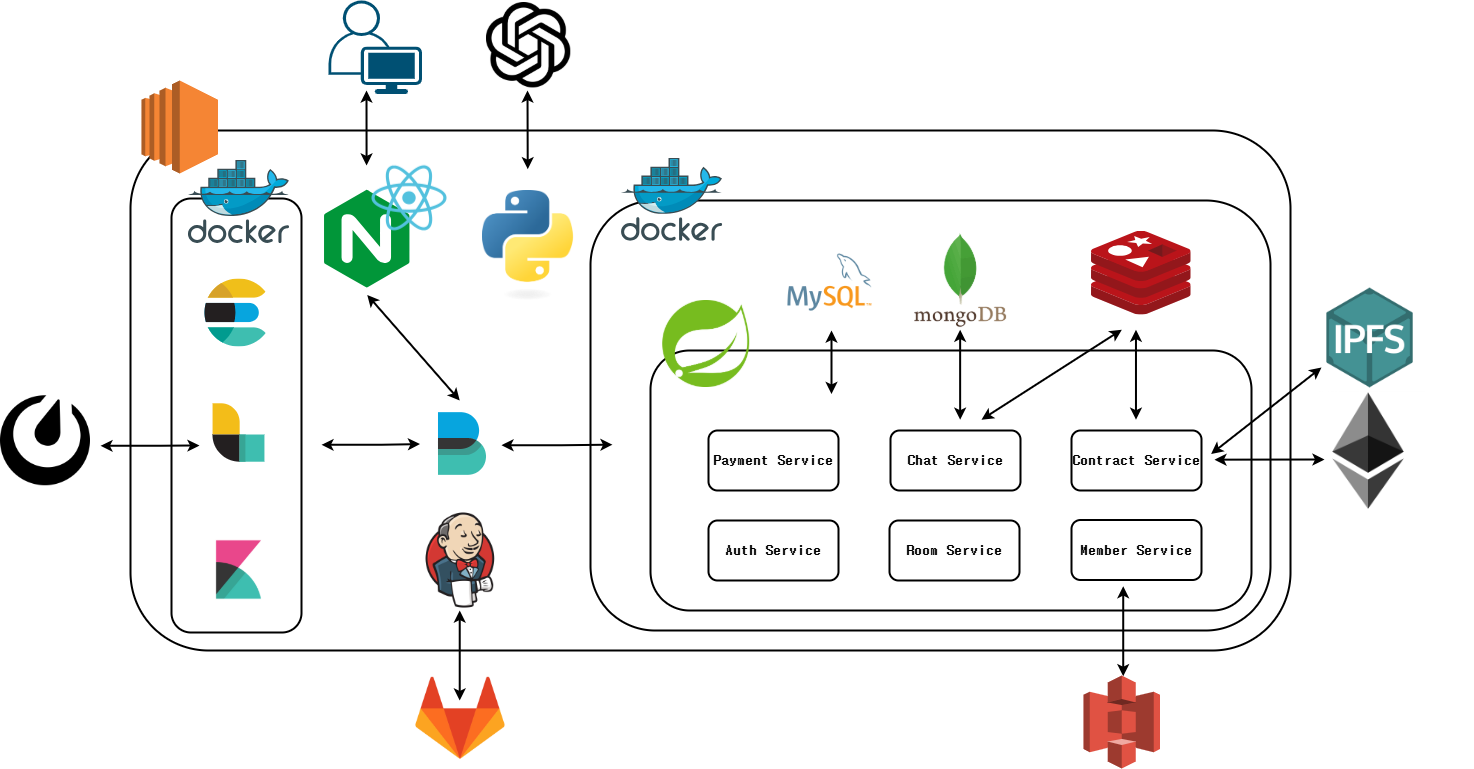 docker
docker
MySQL
mongoDB
IPFS
Payment Service
Chat Service
Contract Service
Auth Service
Room Service
Member Service